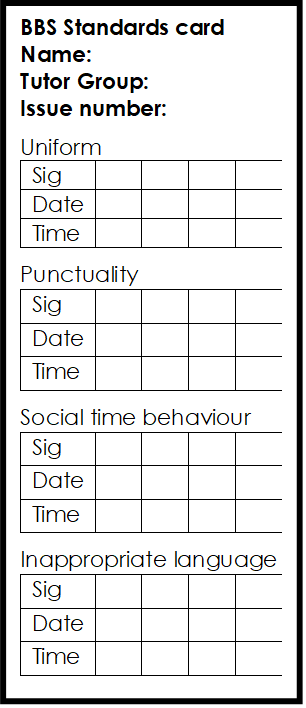 BBS Standards card
Name:
Tutor Group:
Issue number:
Uniform
Sig
Date
Time
Punctuality
Sig
Date
Time
Social time behaviour
Sig
Date
Time
Inappropriate language
Sig
Date
Time